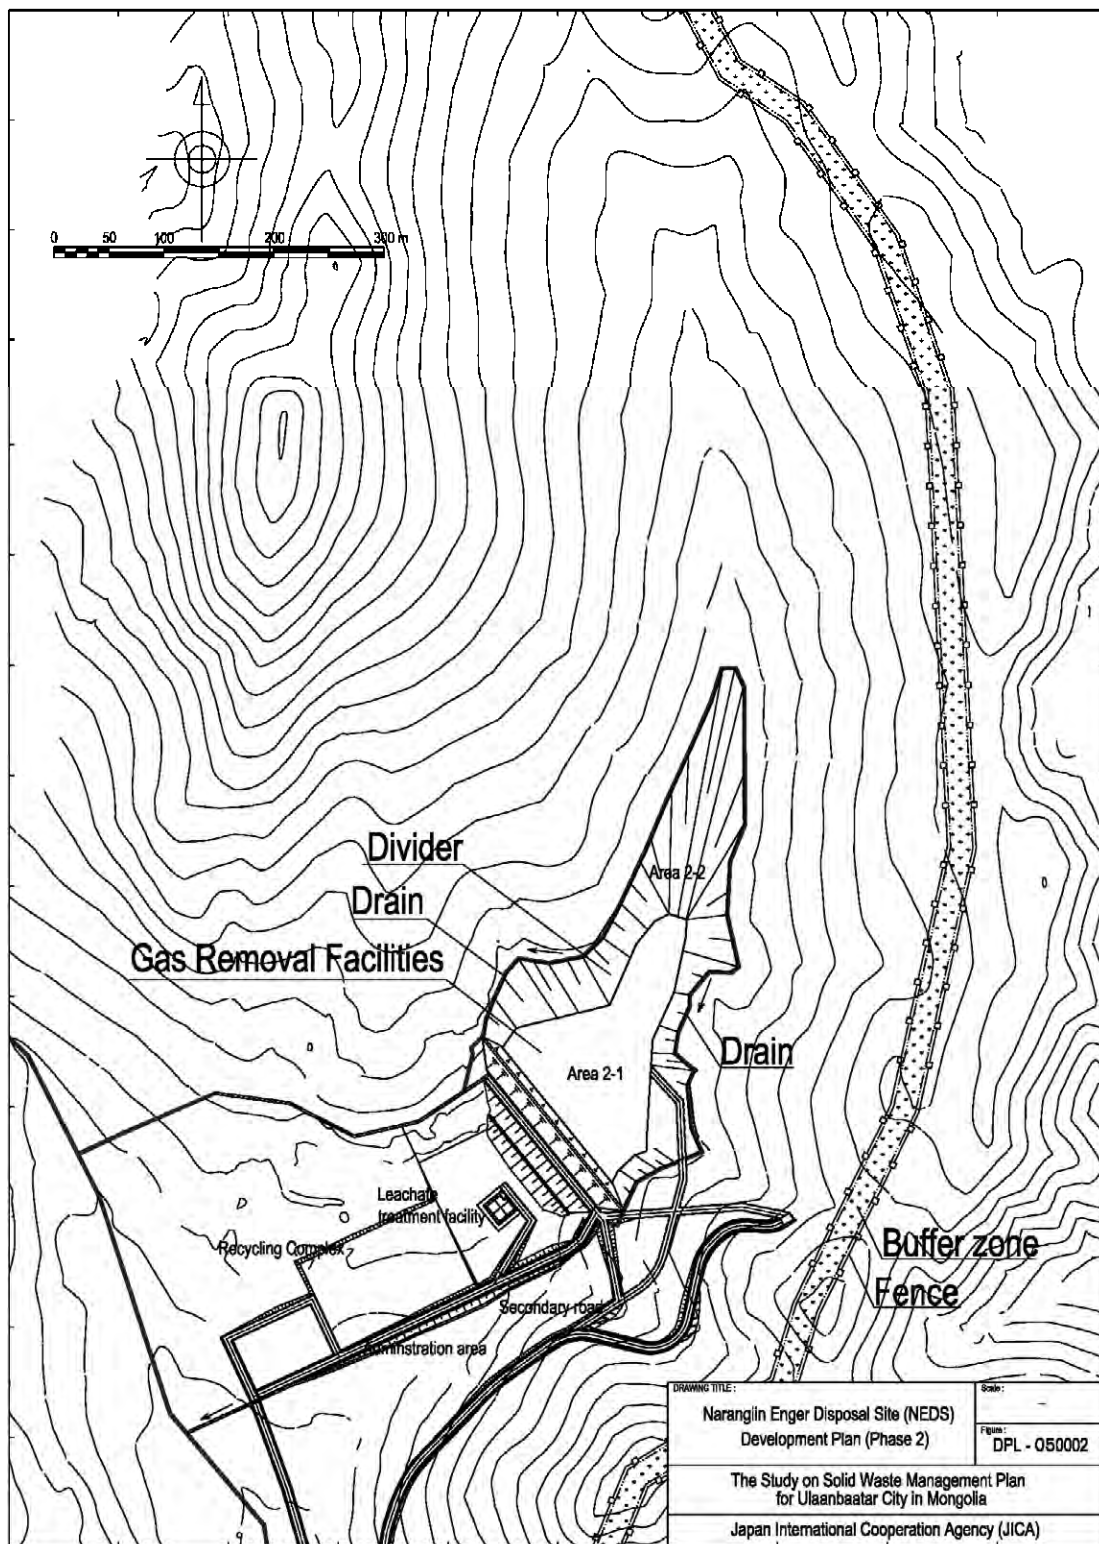 0 50 100 200 300 m
Divider
Area 2-2
Drain
Gas Removal Facilities
Drain
Area 2-1
Leachate
treatment facility
Recycling Complex
Buffer zone
Fence
Secondary road
Adminstration area
DRAWING TITLE :
Scale :
-
Narangiin Enger Disposal Site (NEDS)
Development Plan (Phase 2)
Figure :
DPL - 050002
The Study on Solid Waste Management Plan
for Ulaanbaatar City in Mongolia
Japan International Cooperation Agency (JICA)